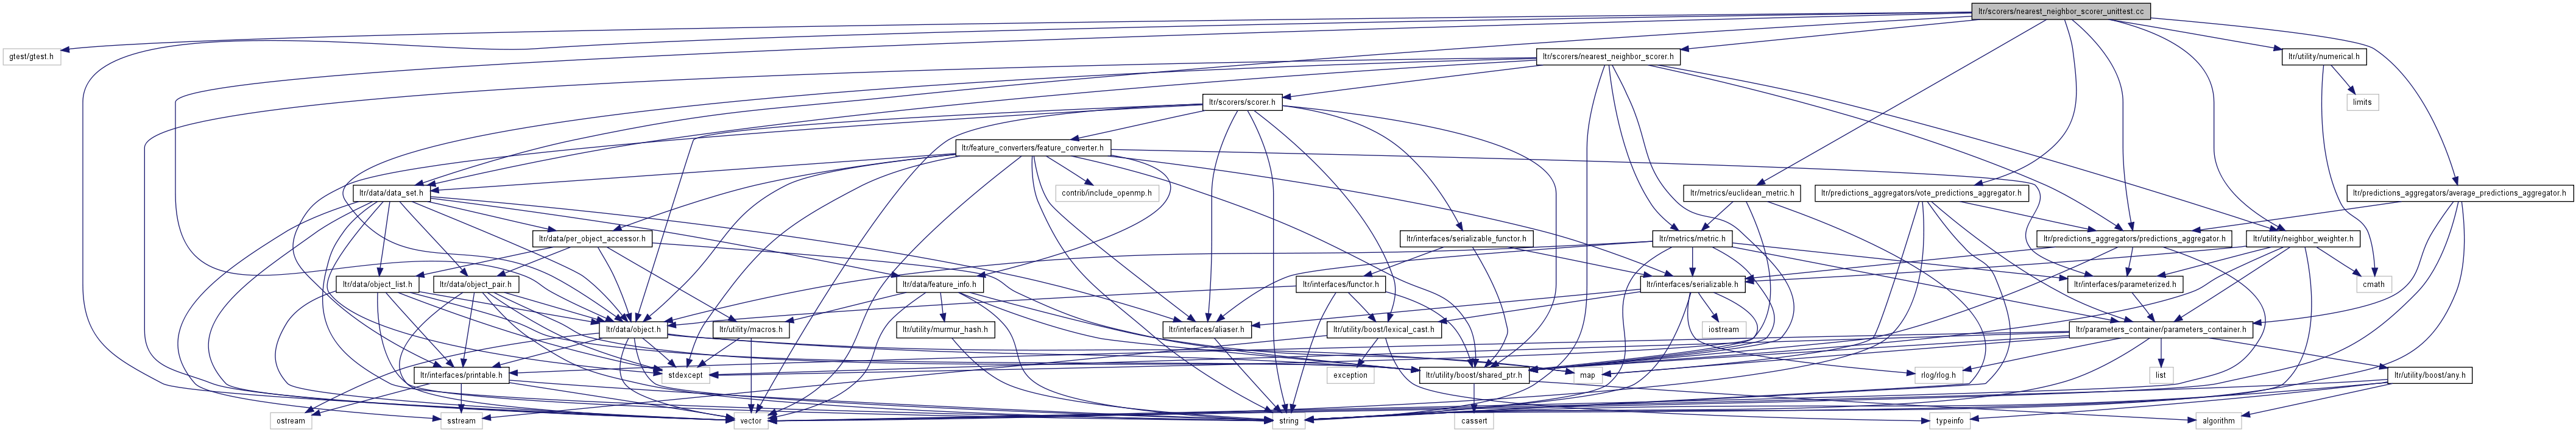 ltr/scorers/nearest_neighbor_scorer_unittest.cc
gtest/gtest.h
ltr/scorers/nearest_neighbor_scorer.h
ltr/utility/numerical.h
ltr/scorers/scorer.h
limits
ltr/feature_converters/feature_converter.h
ltr/data/data_set.h
contrib/include_openmp.h
ltr/metrics/euclidean_metric.h
ltr/predictions_aggregators/vote_predictions_aggregator.h
ltr/predictions_aggregators/average_predictions_aggregator.h
ltr/data/per_object_accessor.h
ltr/interfaces/serializable_functor.h
ltr/metrics/metric.h
ltr/predictions_aggregators/predictions_aggregator.h
ltr/utility/neighbor_weighter.h
ltr/data/object_list.h
ltr/data/object_pair.h
ltr/data/feature_info.h
ltr/interfaces/functor.h
ltr/interfaces/serializable.h
ltr/interfaces/parameterized.h
cmath
ltr/data/object.h
ltr/utility/macros.h
ltr/utility/murmur_hash.h
ltr/interfaces/aliaser.h
ltr/utility/boost/lexical_cast.h
iostream
ltr/parameters_container/parameters_container.h
ltr/interfaces/printable.h
stdexcept
exception
ltr/utility/boost/shared_ptr.h
map
rlog/rlog.h
list
ltr/utility/boost/any.h
ostream
sstream
vector
string
cassert
typeinfo
algorithm